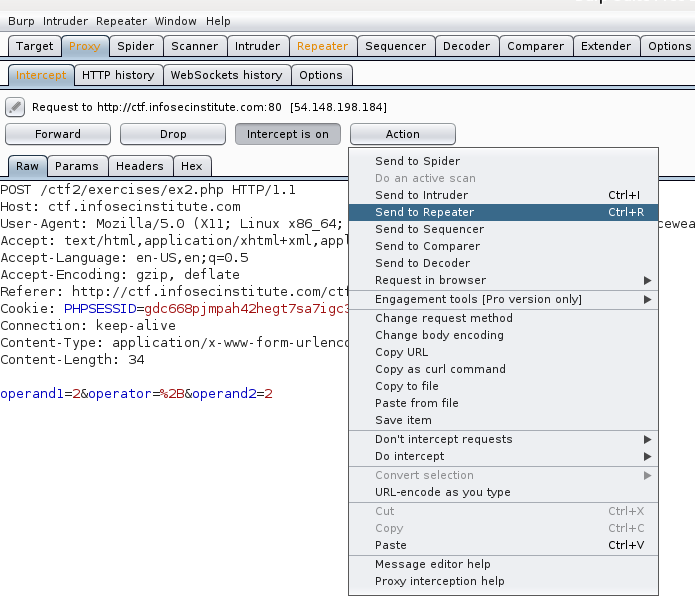 Burp Intruder Repeater Window Help
Target Proxy Spider Scanner Intruder Repeater Sequencer Decoder Comparer Extender Options
Intercept HTTP history WebSockets history Options
Request to http://ctf.infosecinstitute.com:80 [54.148.198.184]
Forward Drop Intercept is on Action
Raw Params Headers Hex
POST /ctf2/exercises/ex2.php HTTP/1.1
Host: ctf.infosecinstitute.com
User-Agent: Mozilla/5.0 (X11; Linux x86_64;
Accept: text/html,application/xhtml+xml,appl
Accept-Language: en-US,en;q=0.5
Accept-Encoding: gzip, deflate
Referer: http://ctf.infosecinstitute.com/ctf
Cookie: PHPSESSID=gdc668pjmpah42hegt7sa7igc
Connection: keep-alive
Content-Type: application/x-www-form-urlenco
Content-Length: 34
operand1=2&operator=%2B&operand2=2
Send to Spider
Do an active scan
Send to Intruder Ctrl+I
Send to Repeater Ctrl+R
Send to Sequencer
Send to Comparer
Send to Decoder
Request in browser
Engagement tools [Pro version only]
Change request method
Change body encoding
Copy URL
Copy as curl command
Copy to file
Paste from file
Save item
Don't intercept requests
Do intercept
Convert selection
URL-encode as you type
Cut Ctrl+X
Copy Ctrl+C
Paste Ctrl+V
Message editor help
Proxy interception help